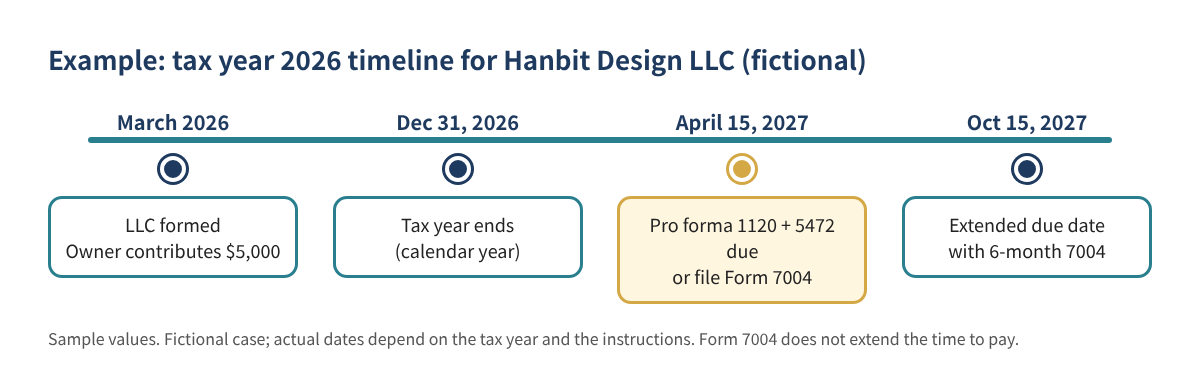 Example: tax year 2026 timeline for Hanbit Design LLC (fictional)
March 2026
Dec 31, 2026
April 15, 2027
Oct 15, 2027
LLC formed
Owner contributes $5,000
Tax year ends
(calendar year)
Pro forma 1120 + 5472
due
or file Form 7004
Extended due date
with 6-month 7004
Sample values. Fictional case; actual dates depend on the tax year and the instructions. Form 7004 does not extend the time to pay.